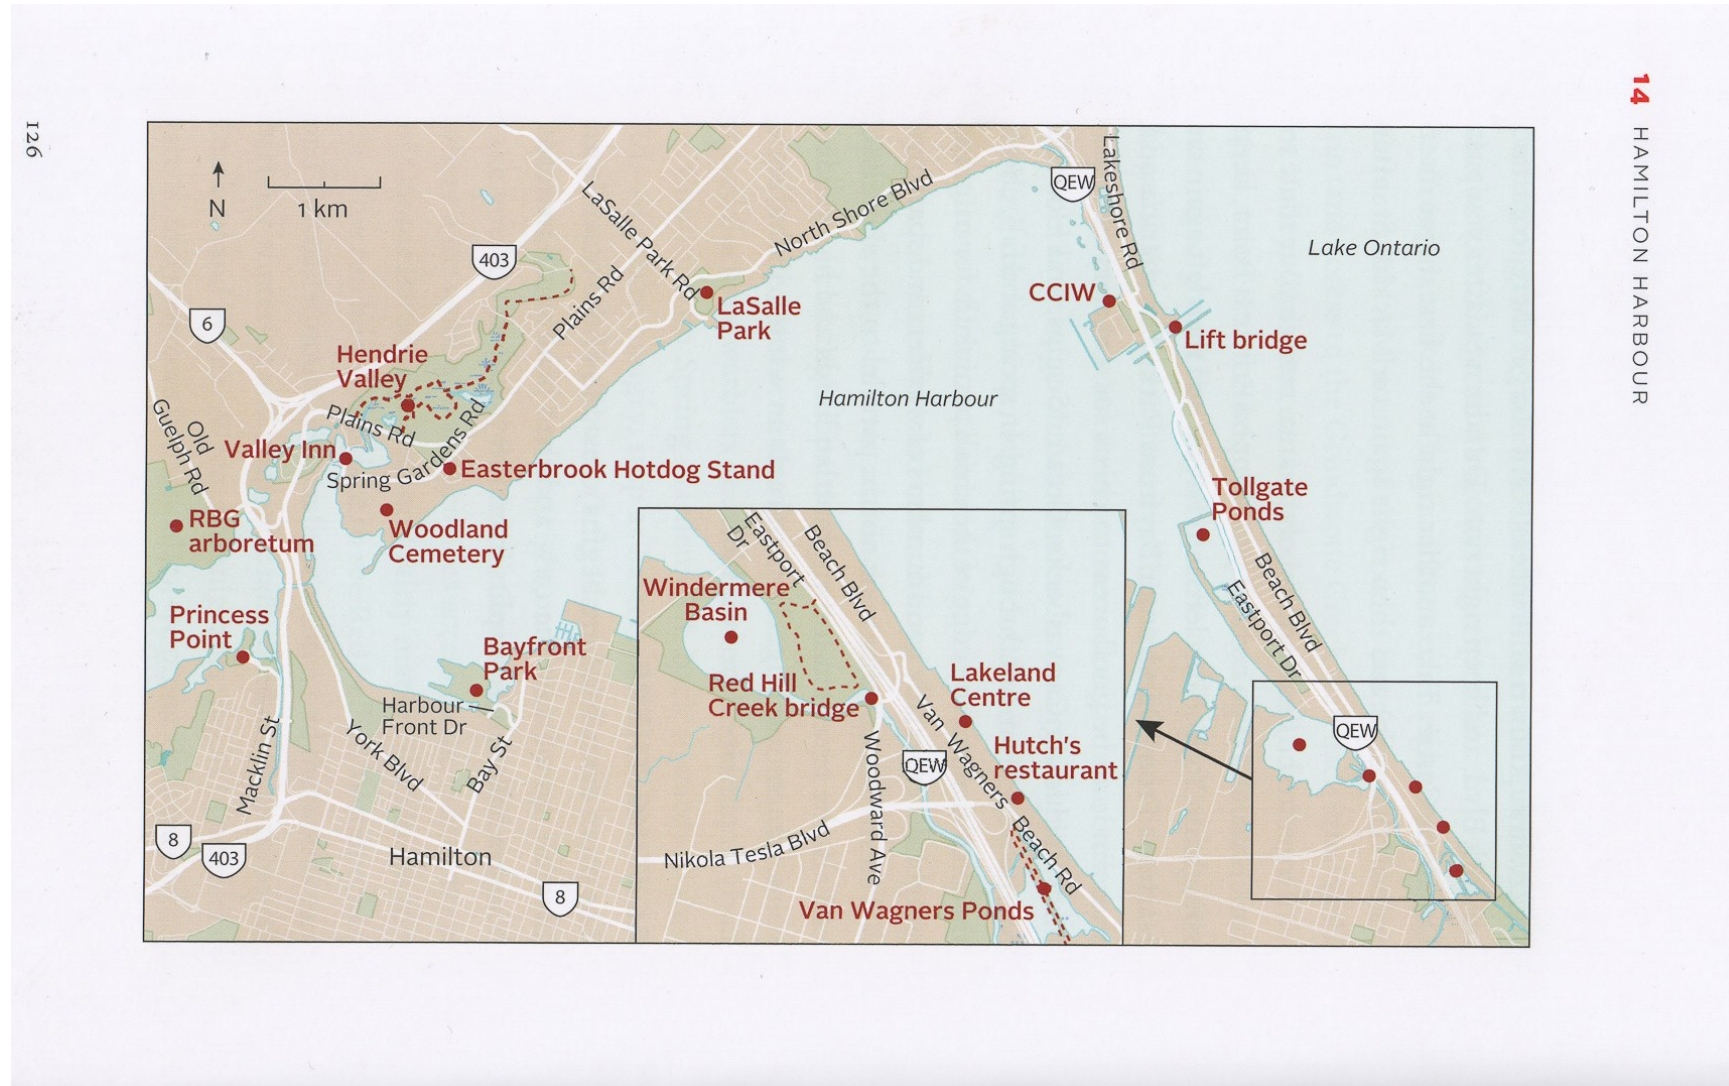 14 HAMILTON HARBOUR
126
N
1 km
403
6
LaSalle Park Rd
Plains Rd
North Shore Blvd
QEW
Lakeshore Rd
Lake Ontario
CCIW
Lift bridge
LaSalle
Park
Hamilton Harbour
Hendrie
Valley
Plains Rd
Old
Guelph Rd
Valley Inn
Spring Gardens Rd
Easterbrook Hotdog Stand
RBG
arboretum
Woodland
Cemetery
Tollgate
Ponds
Beach Blvd
Eastport Dr
QEW
Princess
Point
Bayfront
Park
Harbour
Front Dr
Macklin St
York Blvd
Bay St
8
403
Hamilton
8
Eastport
Dr
Beach Blvd
Windermere
Basin
Red Hill
Creek bridge
Lakeland
Centre
Van Wagners Beach Rd
Hutch's
restaurant
QEW
Woodward Ave
Nikola Tesla Blvd
Van Wagners Ponds